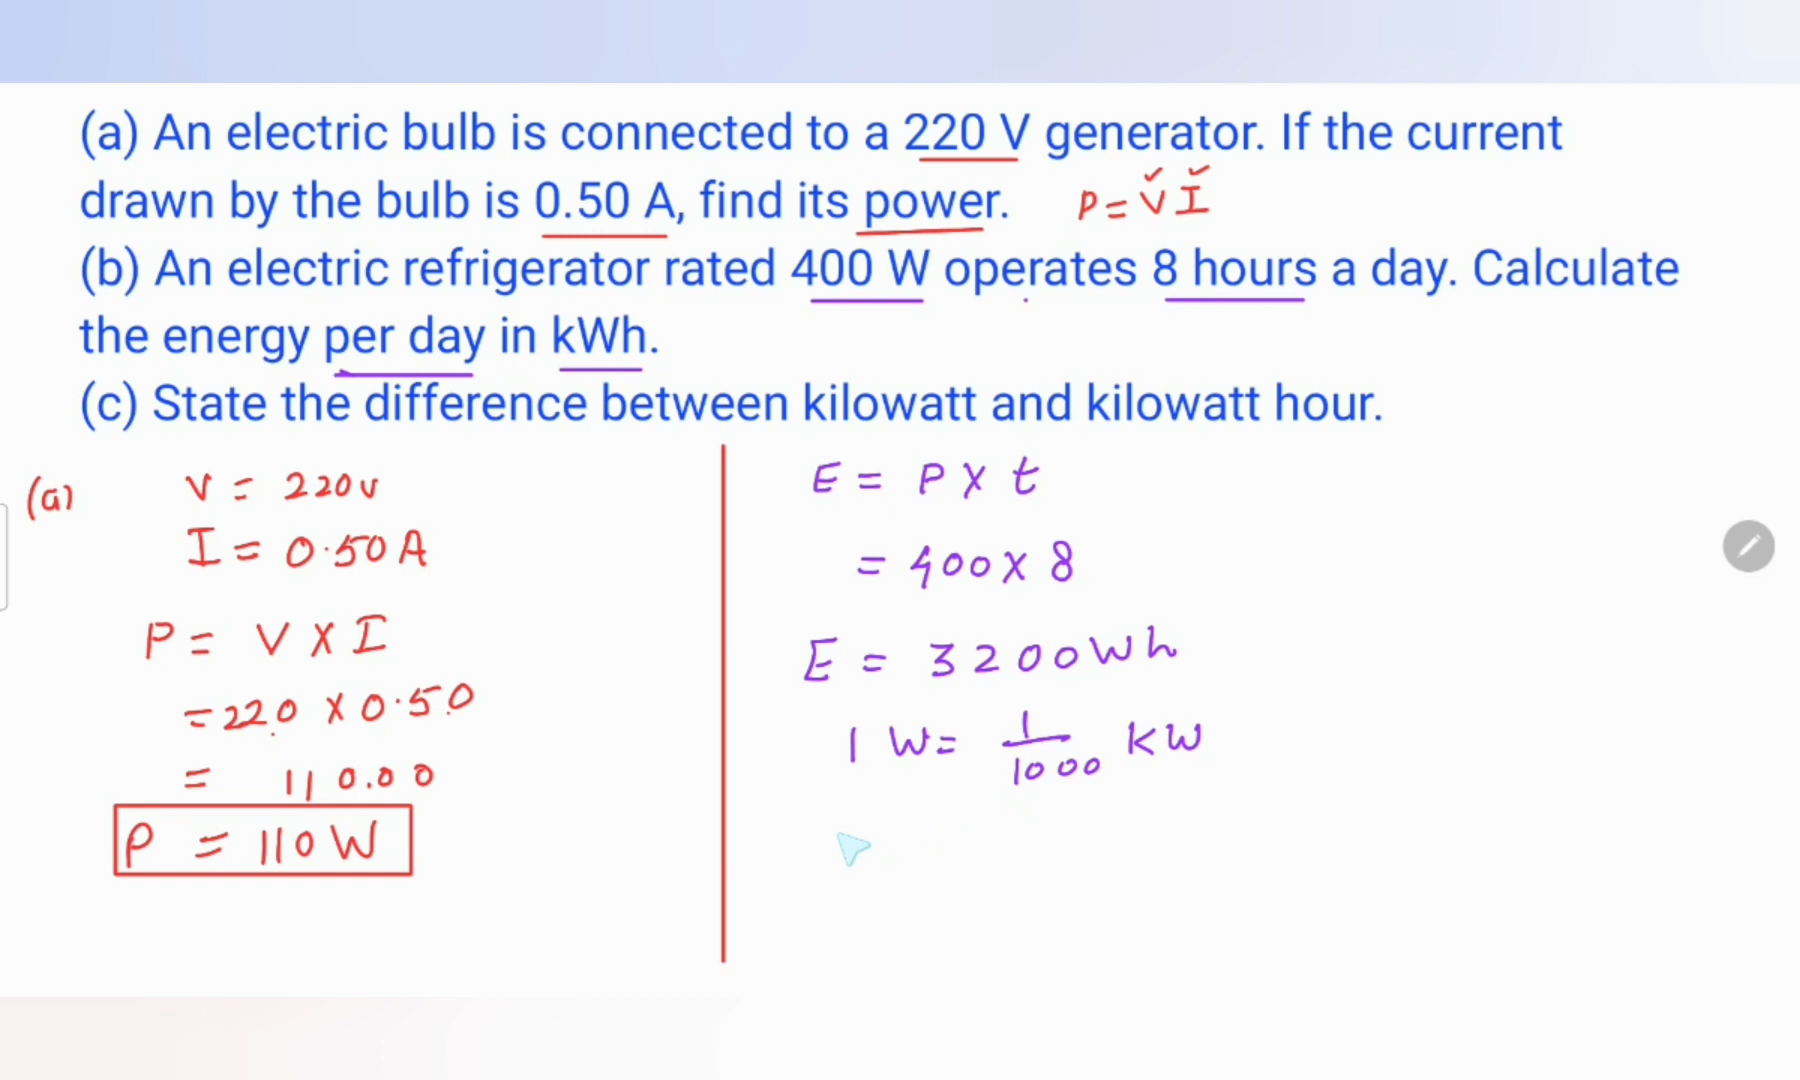 (a) An electric bulb is connected to a 220 V generator. If the current
drawn by the bulb is 0.50 A, find its power. P = V I
(b) An electric refrigerator rated 400 W operates 8 hours a day. Calculate
the energy per day in kWh.
(c) State the difference between kilowatt and kilowatt hour.
(a) V = 220 V
I = 0.50 A
P = V X I
= 220 X 0.50
= 110.00
P = 110 W
E = P X t
= 400 X 8
E = 3200 Wh
1 W = 1/1000 kW